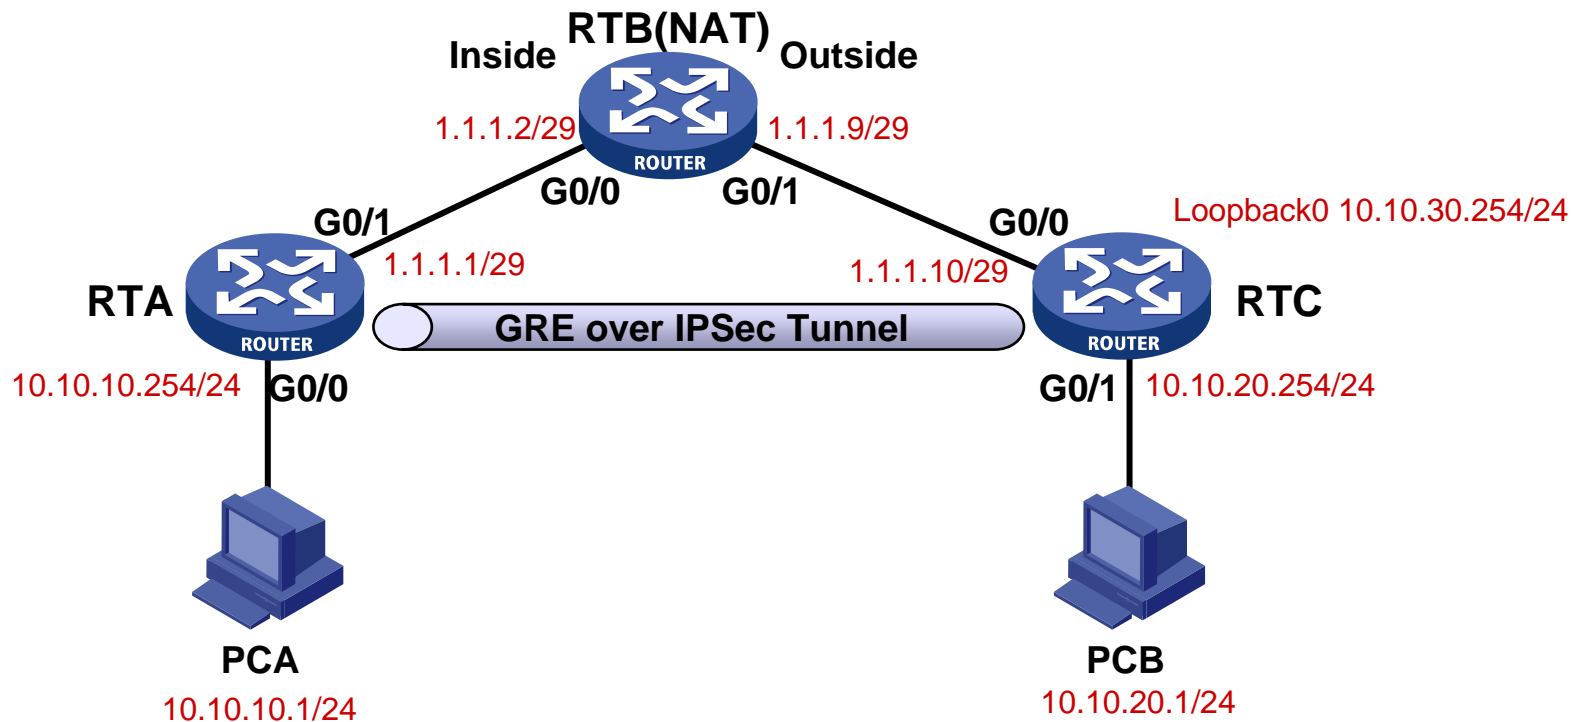 RTB(NAT)
Inside
Outside
1.1.1.2/29
1.1.1.9/29
ROUTER
G0/0
G0/1
G0/1
G0/0
Loopback0 10.10.30.254/24
1.1.1.1/29
1.1.1.10/29
RTA
RTC
GRE over IPSec Tunnel
ROUTER
ROUTER
10.10.10.254/24
G0/0
G0/1
10.10.20.254/24
PCA
10.10.10.1/24
PCB
10.10.20.1/24